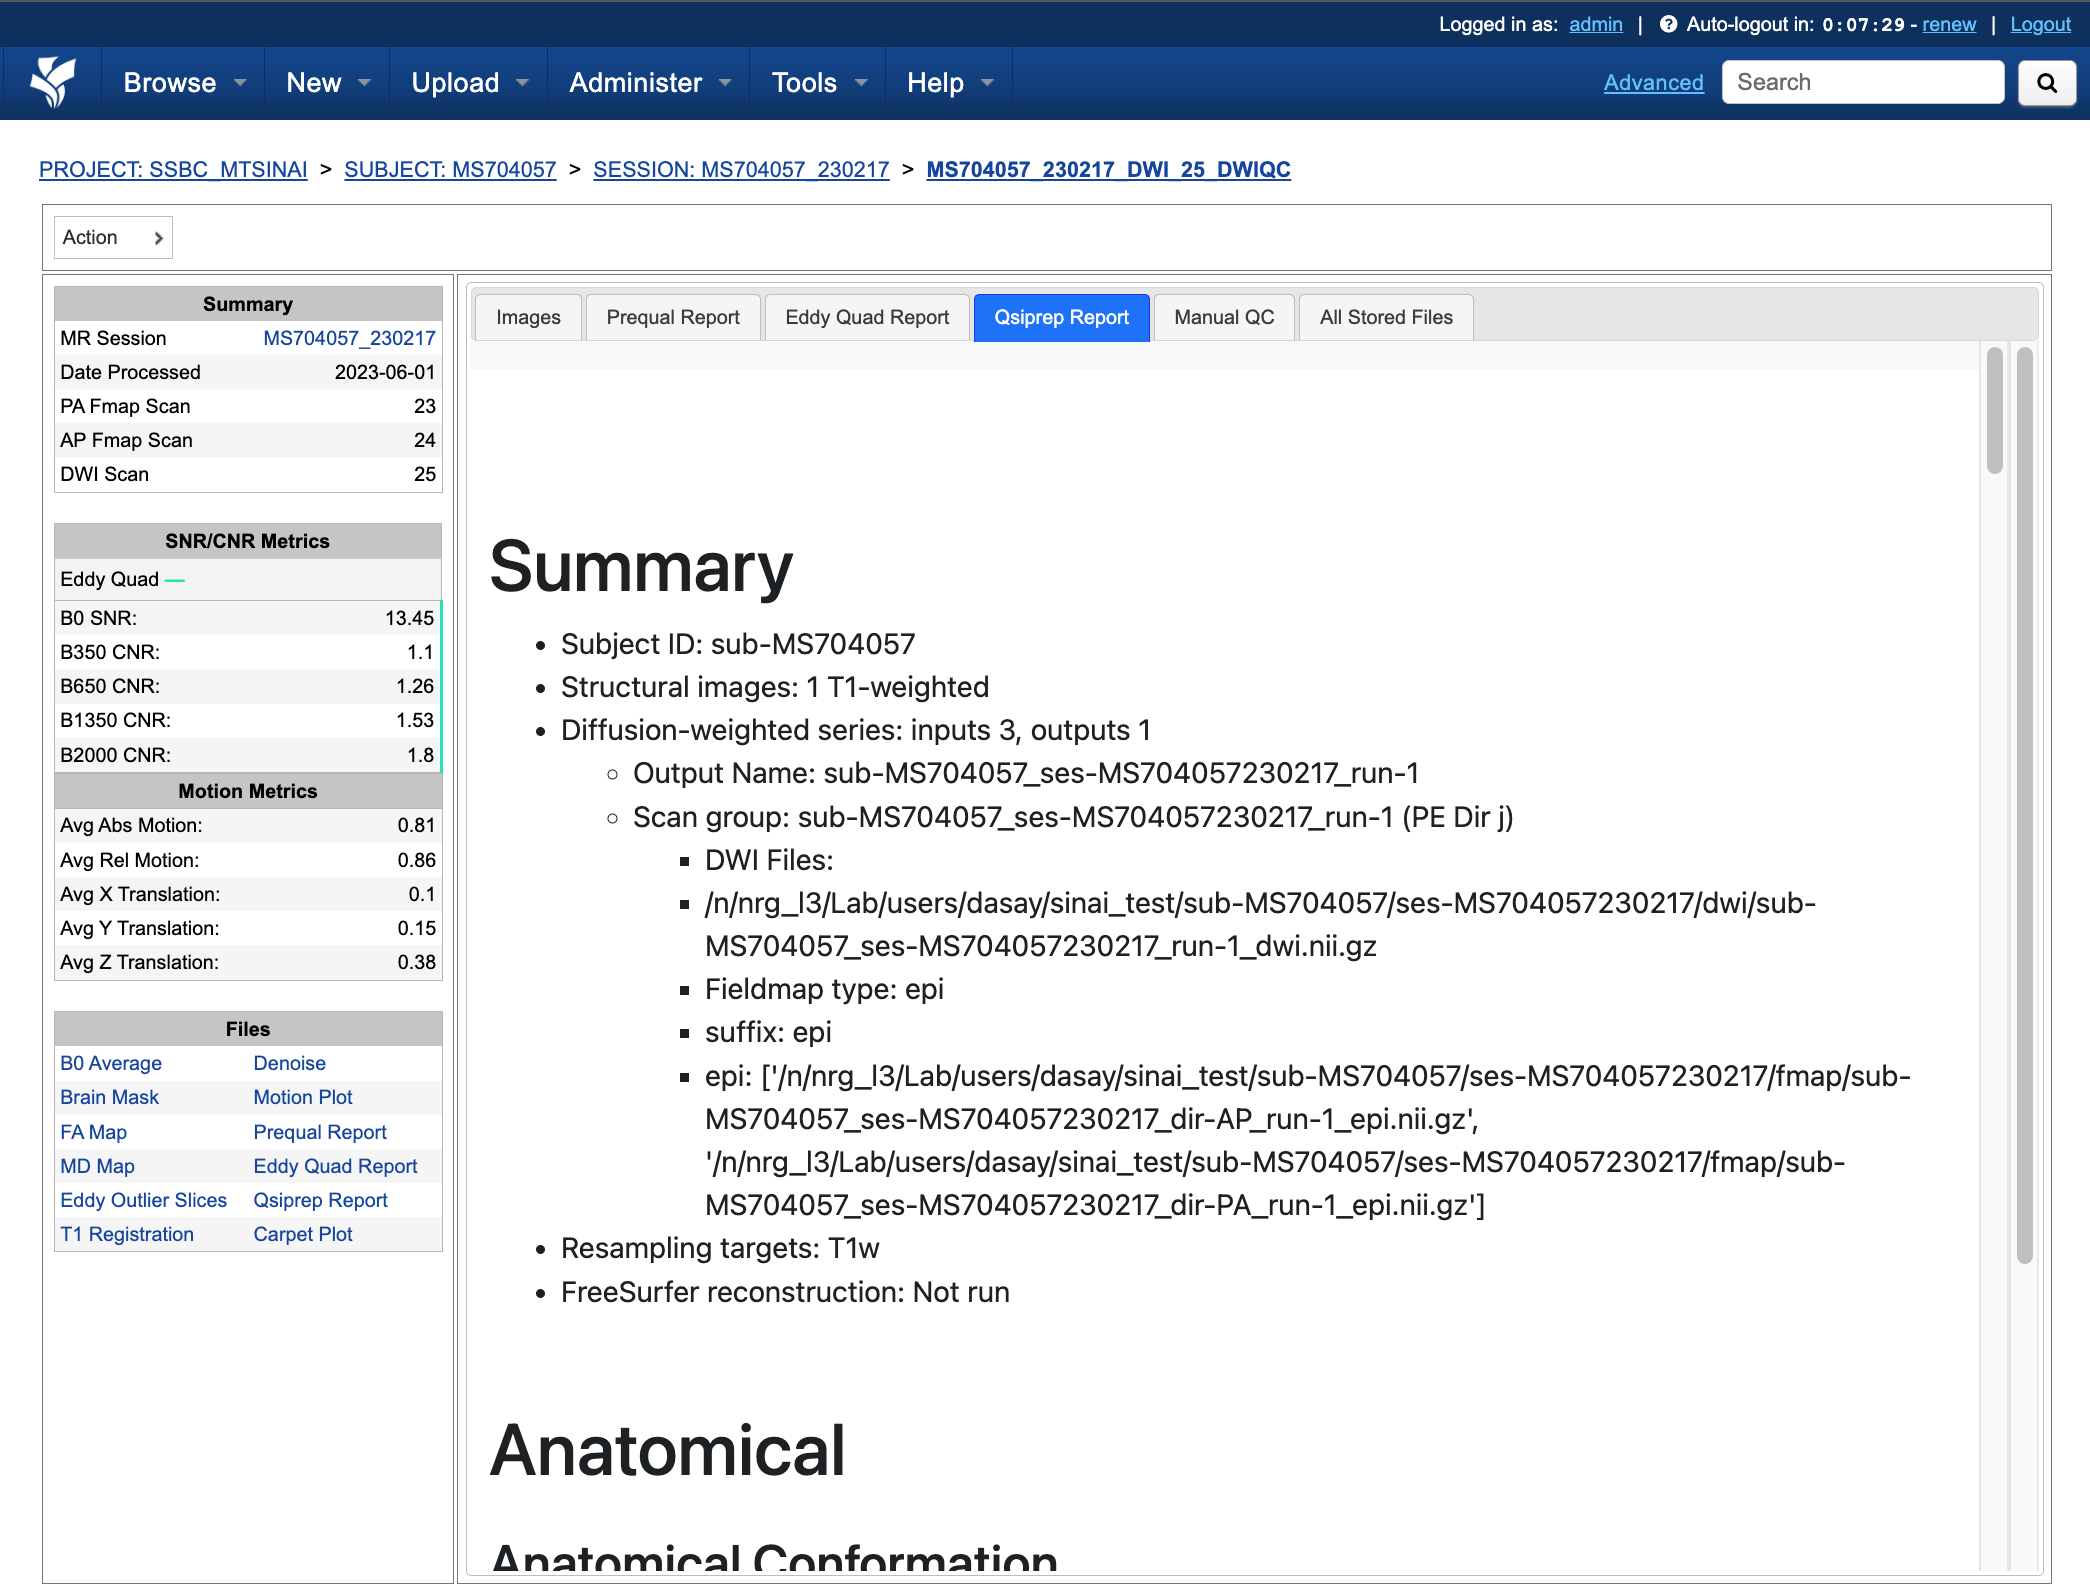 Logged in as: admin | Auto-logout in: 0:07:29 - renew | Logout
Browse New Upload Administer Tools Help Advanced Search
PROJECT: SSBC_MTSINAI > SUBJECT: MS704057 > SESSION: MS704057_230217 > MS704057_230217_DWI_25_DWIQC
Action
Summary
MR Session MS704057_230217
Date Processed 2023-06-01
PA Fmap Scan 23
AP Fmap Scan 24
DWI Scan 25
SNR/CNR Metrics
Eddy Quad —
B0 SNR: 13.45
B350 CNR: 1.1
B650 CNR: 1.26
B1350 CNR: 1.53
B2000 CNR: 1.8
Motion Metrics
Avg Abs Motion: 0.81
Avg Rel Motion: 0.86
Avg X Translation: 0.1
Avg Y Translation: 0.15
Avg Z Translation: 0.38
Files
B0 Average Denoise
Brain Mask Motion Plot
FA Map Prequal Report
MD Map Eddy Quad Report
Eddy Outlier Slices Qsiprep Report
T1 Registration Carpet Plot
Images Prequal Report Eddy Quad Report Qsiprep Report Manual QC All Stored Files
Summary
• Subject ID: sub-MS704057
• Structural images: 1 T1-weighted
• Diffusion-weighted series: inputs 3, outputs 1
◦ Output Name: sub-MS704057_ses-MS704057230217_run-1
◦ Scan group: sub-MS704057_ses-MS704057230217_run-1 (PE Dir j)
▪ DWI Files:
▪ /n/nrg_l3/Lab/users/dasay/sinai_test/sub-MS704057/ses-MS704057230217/dwi/sub-
MS704057_ses-MS704057230217_run-1_dwi.nii.gz
▪ Fieldmap type: epi
▪ suffix: epi
▪ epi: ['/n/nrg_l3/Lab/users/dasay/sinai_test/sub-MS704057/ses-MS704057230217/fmap/sub-
MS704057_ses-MS704057230217_dir-AP_run-1_epi.nii.gz',
'/n/nrg_l3/Lab/users/dasay/sinai_test/sub-MS704057/ses-MS704057230217/fmap/sub-
MS704057_ses-MS704057230217_dir-PA_run-1_epi.nii.gz']
• Resampling targets: T1w
• FreeSurfer reconstruction: Not run
Anatomical
Anatomical Conformation